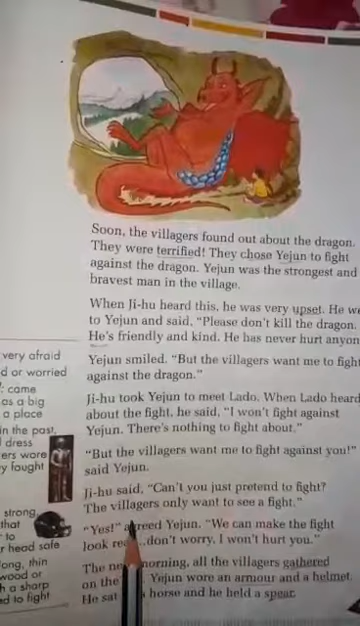 Soon, the villagers found out about the dragon.
They were terrified! They chose Yejun to fight
against the dragon. Yejun was the strongest and
bravest man in the village.
When Ji-hu heard this, he was very upset. He
to Yejun and said, "Please don't kill the dragon.
He's friendly and kind. He has never hurt
Yejun smiled. "But the villagers want me to fight
against the dragon."
Ji-hu took Yejun to meet Lado. When Lado heard
about the fight, he said, "I won't fight against
Yejun. There's nothing to fight about."
"But the villagers want me to fight against you!"
said Yejun.
Ji-hu said, "Can't you just pretend to fight?
The villagers only want to see a fight."
"Yes!" agreed Yejun. "We can make the fight
look don't worry, I won't hurt you."
The morning, all the villagers gathered
on the Yejun wore an armour and a helmet.
He sat horse and he held a spear.
very afraid
or worried
came
as a big
a place
in the past,
dress
wore
fought
strong,
that
to
head safe
thin
wood or
a sharp
to fight